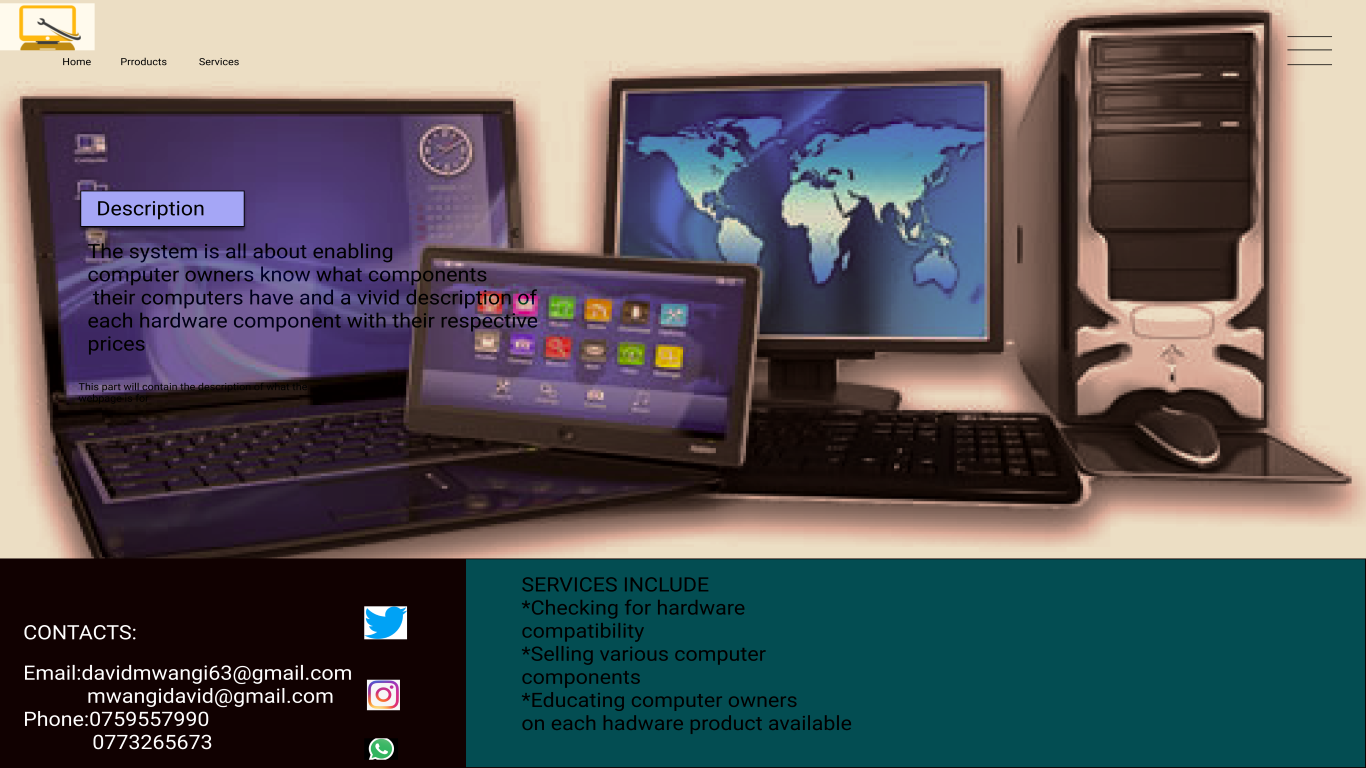 Home Prroducts Services
Description
The system is all about enabling
computer owners know what components
their computers have and a vivid description of
each hardware component with their respective
prices
This part will contain the description of what the
webpage is for
CONTACTS:
Email:davidmwangi63@gmail.com
mwangidavid@gmail.com
Phone:0759557990
0773265673
SERVICES INCLUDE
*Checking for hardware
compatibility
*Selling various computer
components
*Educating computer owners
on each hadware product available